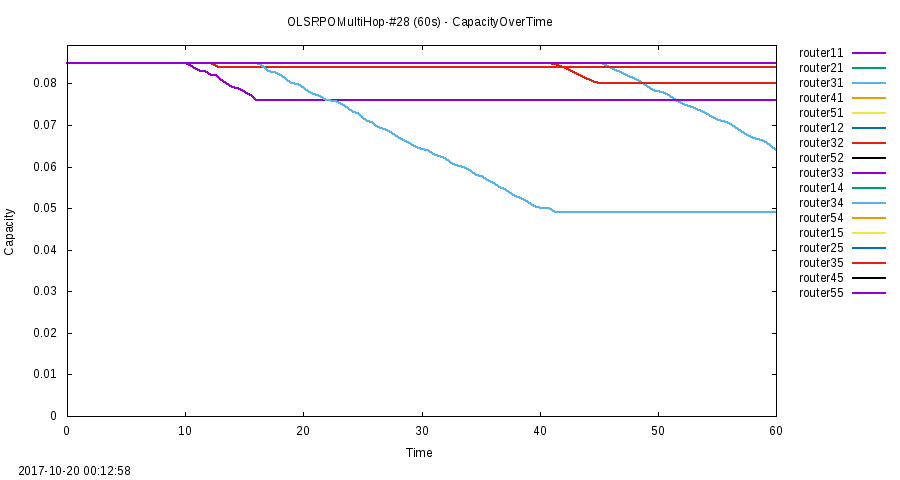 OLSRPOMultiHop-#28 (60s) - CapacityOverTime
router11
router21
router31
router41
router51
router12
router32
router52
router33
router14
router34
router54
router15
router25
router35
router45
router55
0.08
0.07
0.06
0.05
0.04
0.03
0.02
0.01
0
Capacity
0 10 20 30 40 50 60
Time
2017-10-20 00:12:58